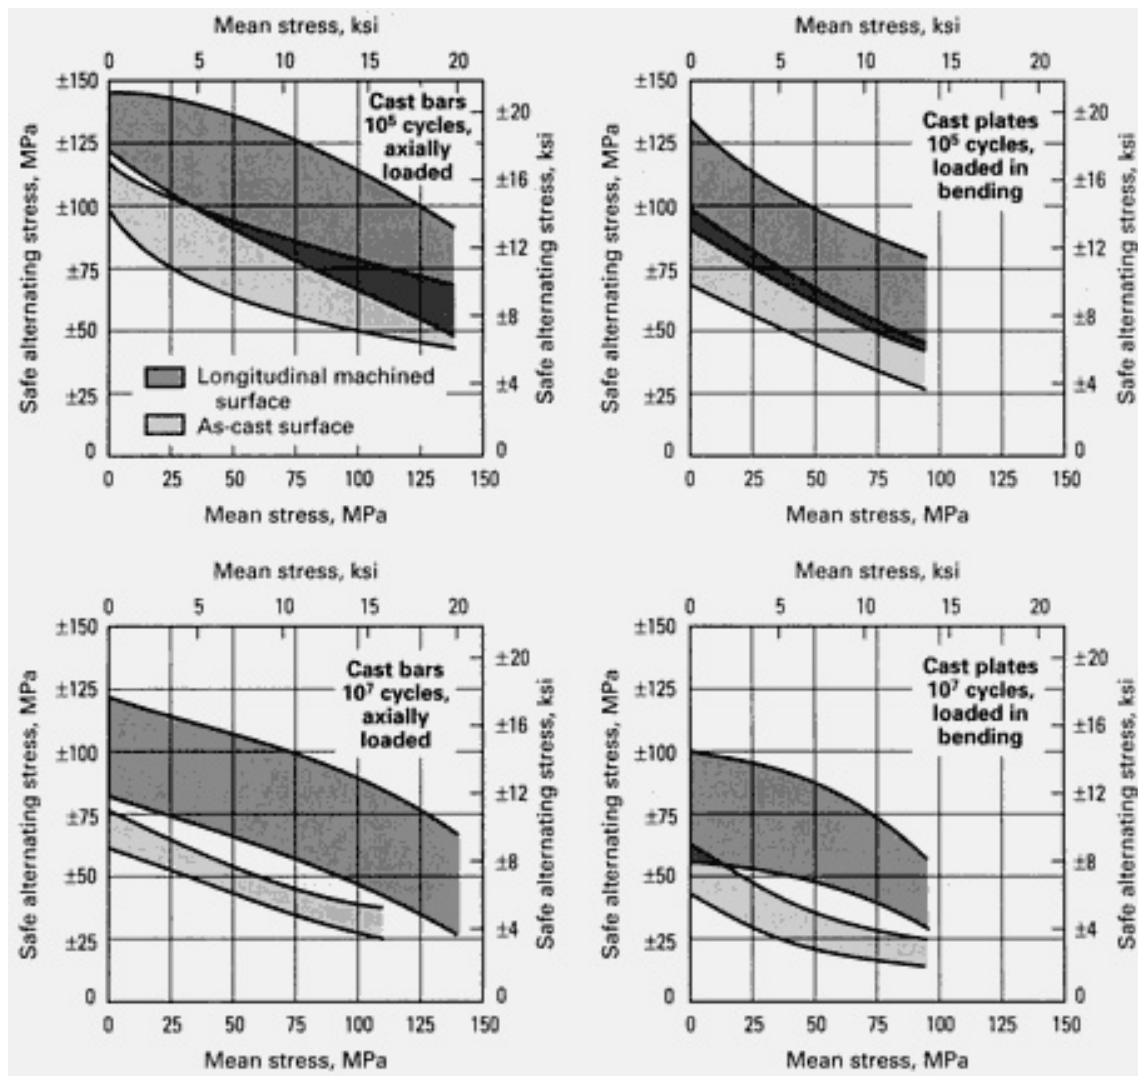 Mean stress, ksi
0 5 10 15 20
±150
±125
±100
±75
±50
±25
0
Safe alternating stress, MPa
Cast bars
10⁵ cycles,
axially
loaded
Longitudinal machined
surface
As-cast surface
±20
±16
±12
±8
±4
0
Safe alternating stress, ksi
0 25 50 75 100 125 150
Mean stress, MPa
Mean stress, ksi
0 5 10 15 20
±150
±125
±100
±75
±50
±25
0
Safe alternating stress, MPa
Cast plates
10⁵ cycles,
loaded in
bending
±20
±16
±12
±8
±4
0
Safe alternating stress, ksi
0 25 50 75 100 125 150
Mean stress, MPa
Mean stress, ksi
0 5 10 15 20
±150
±125
±100
±75
±50
±25
0
Safe alternating stress, MPa
Cast bars
10⁷ cycles,
axially
loaded
±20
±16
±12
±8
±4
0
Safe alternating stress, ksi
0 25 50 75 100 125 150
Mean stress, MPa
Mean stress, ksi
0 5 10 15 20
±150
±125
±100
±75
±50
±25
0
Safe alternating stress, MPa
Cast plates
10⁷ cycles,
loaded in
bending
±20
±16
±12
±8
±4
0
Safe alternating stress, ksi
0 25 50 75 100 125 150
Mean stress, MPa